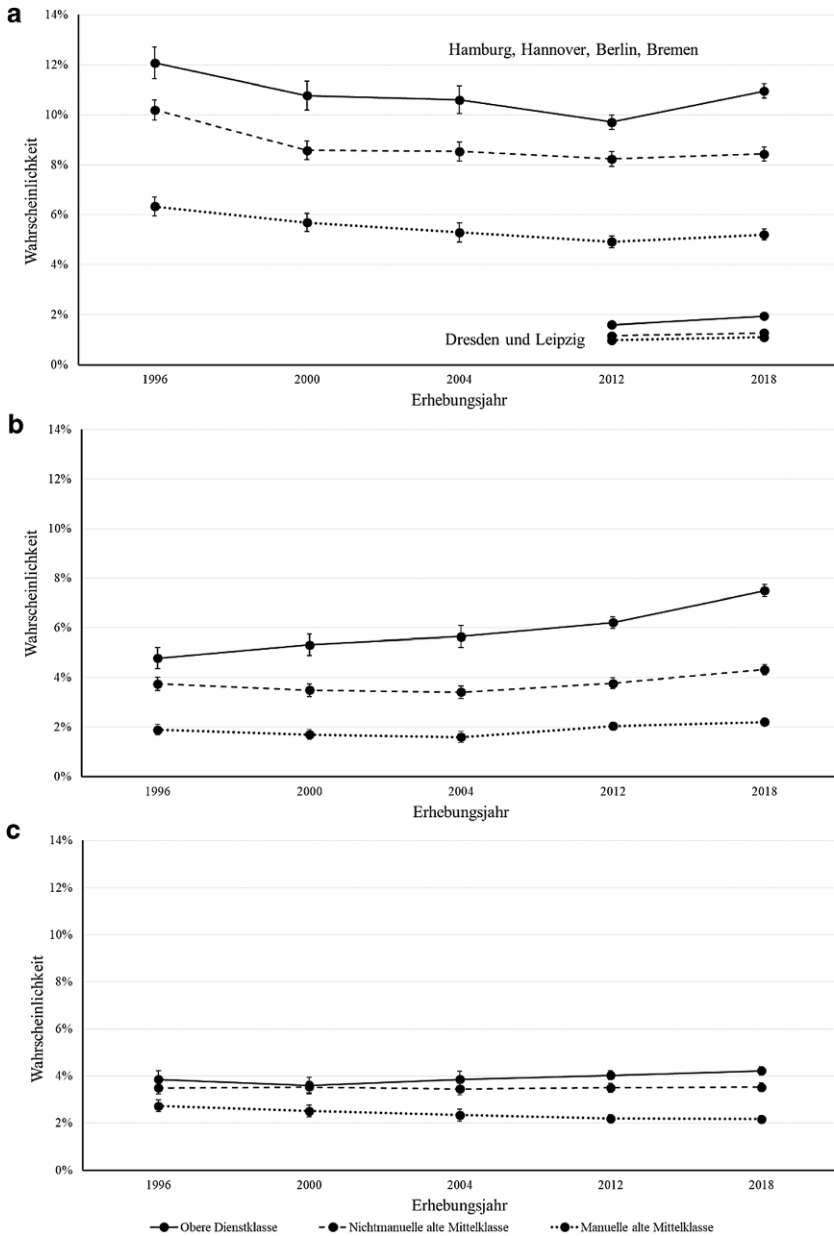 a
14%
Hamburg, Hannover, Berlin, Bremen
12%
10%
8%
6%
4%
2%
Dresden und Leipzig
0%
Wahrscheinlichkeit
1996 2000 2004 2012 2018
Erhebungsjahr
b
14%
12%
10%
8%
6%
4%
2%
0%
Wahrscheinlichkeit
1996 2000 2004 2012 2018
Erhebungsjahr
c
14%
12%
10%
8%
6%
4%
2%
0%
Wahrscheinlichkeit
1996 2000 2004 2012 2018
Erhebungsjahr
Obere Dienstklasse Nichtmanuelle alte Mittelklasse Manuelle alte Mittelklasse